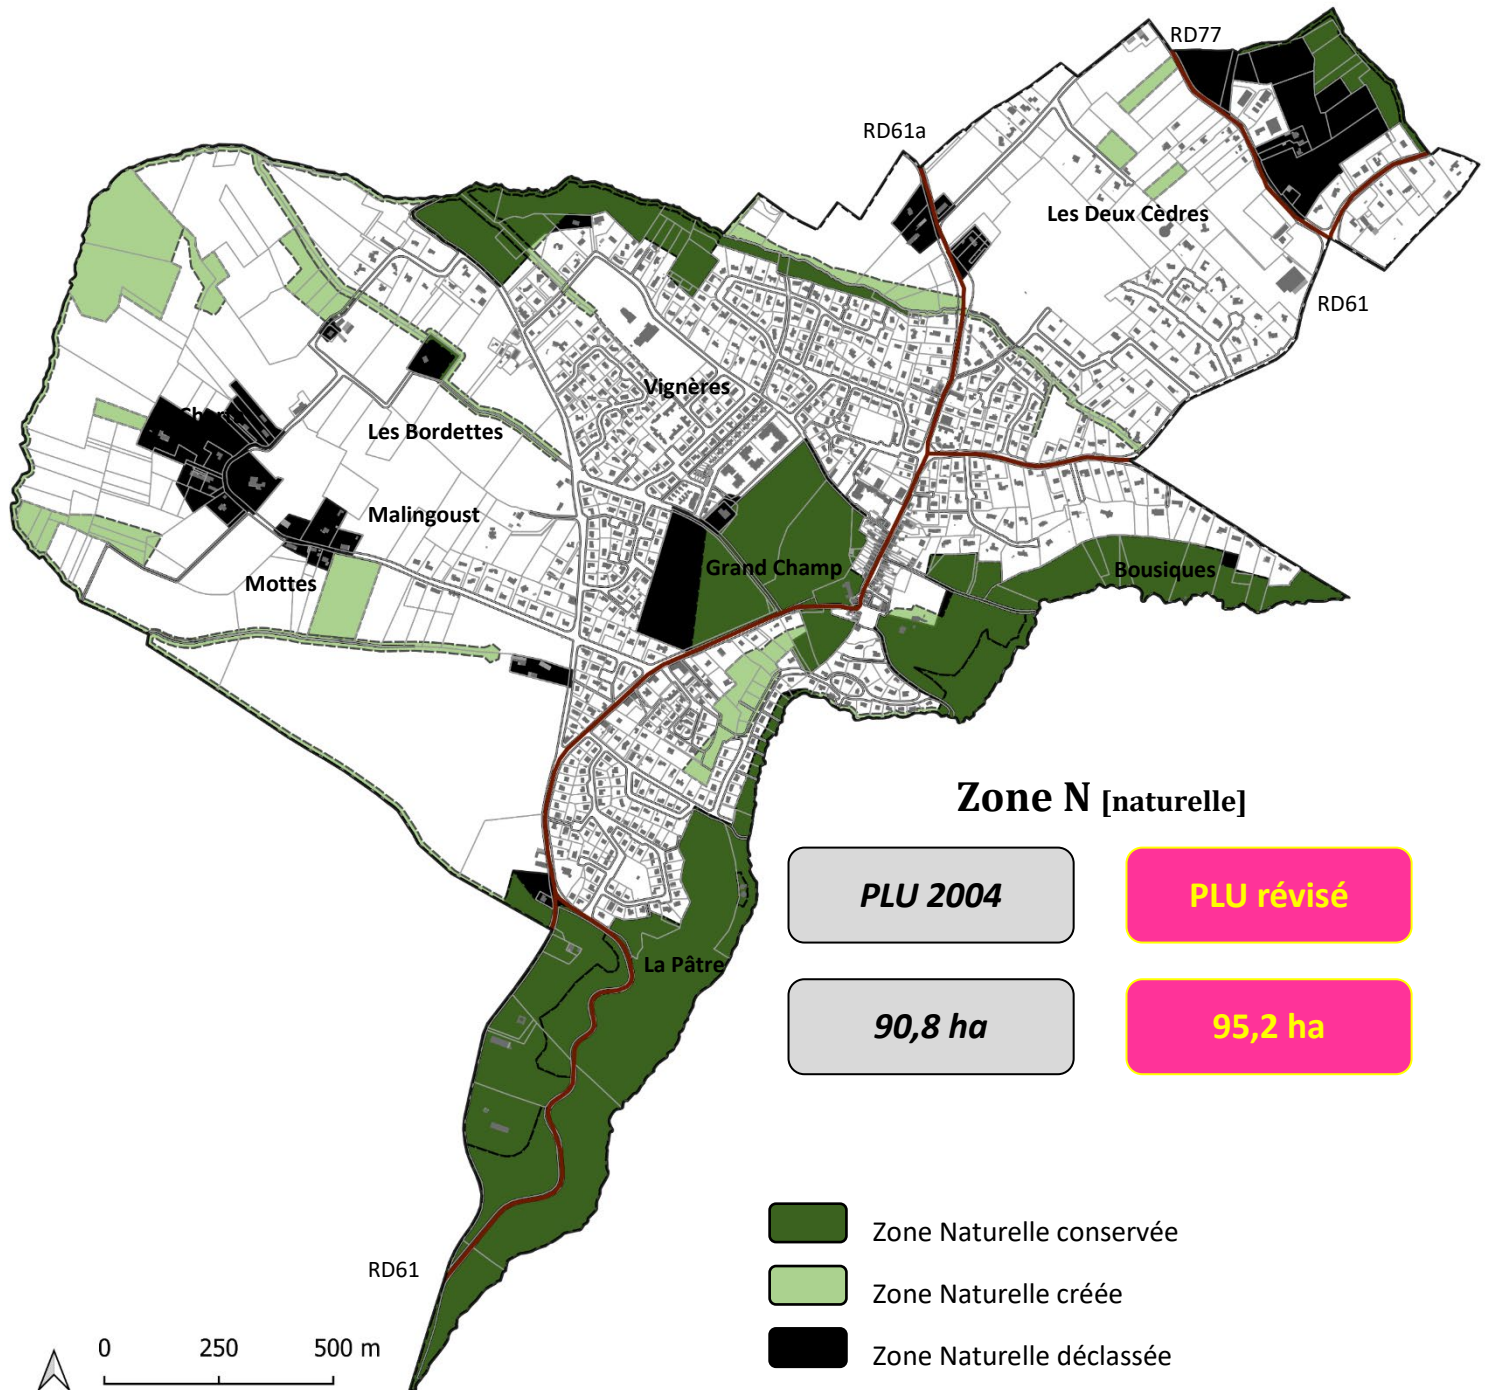 RD77
RD61a
Les Deux Cèdres
RD61
Vignères
Les Bordettes
Malingoust
Grand Champ
Bousiques
Mottes
Zone N [naturelle]
PLU 2004
PLU révisé
La Pâtre
90,8 ha
95,2 ha
Zone Naturelle conservée
RD61
Zone Naturelle créée
0 250 500 m
Zone Naturelle déclassée